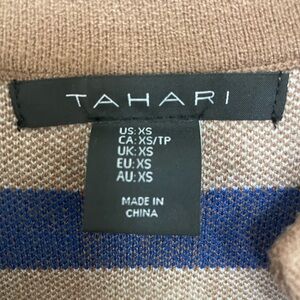 TAHARI
US: XS
CA: XS/TP
UK: XS
EU: XS
AU: XS
MADE IN
CHINA